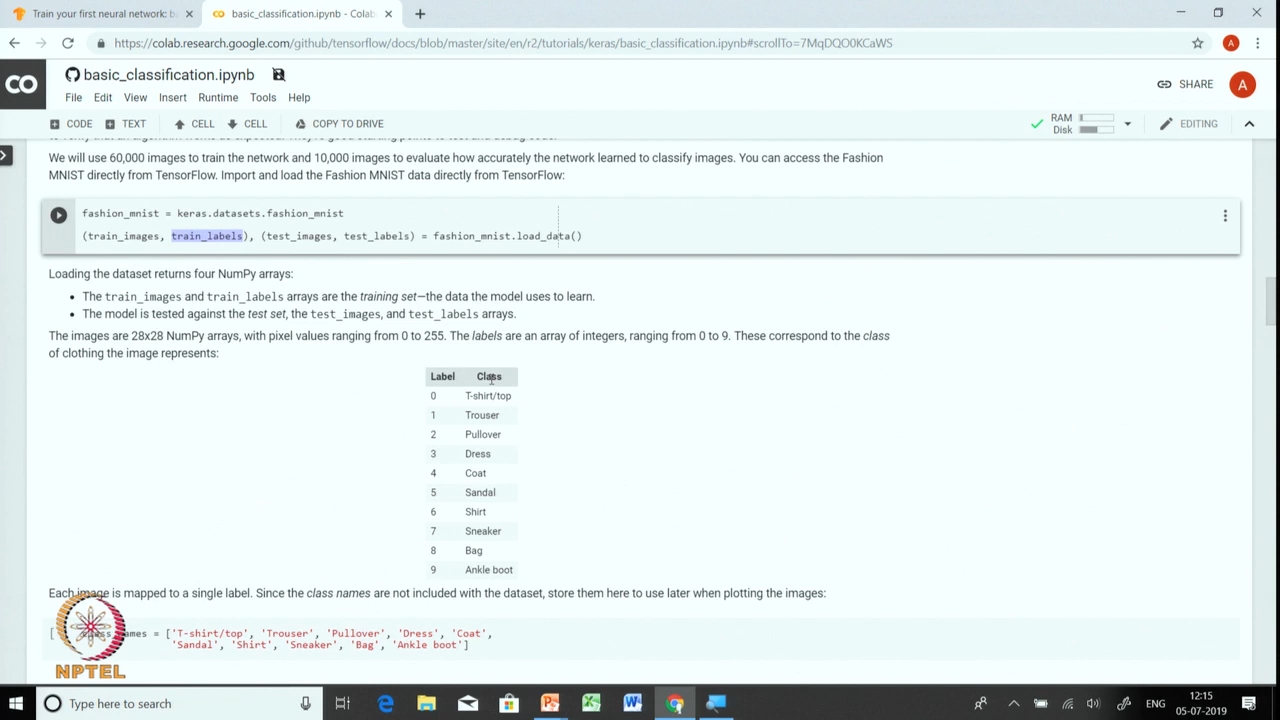 Train your first neural network: b
basic_classification.ipynb - Colab
https://colab.research.google.com/github/tensorflow/docs/blob/master/site/en/r2/tutorials/keras/basic_classification.ipynb#scrollTo=7MqDQO0KCaWS
A
CO
basic_classification.ipynb
SHARE
A
File Edit View Insert Runtime Tools Help
CODE TEXT CELL CELL COPY TO DRIVE
RAM
Disk
EDITING
We will use 60,000 images to train the network and 10,000 images to evaluate how accurately the network learned to classify images. You can access the Fashion
MNIST directly from TensorFlow. Import and load the Fashion MNIST data directly from TensorFlow:
fashion_mnist = keras.datasets.fashion_mnist
(train_images, train_labels), (test_images, test_labels) = fashion_mnist.load_data()
Loading the dataset returns four NumPy arrays:
• The train_images and train_labels arrays are the training set—the data the model uses to learn.
• The model is tested against the test set, the test_images, and test_labels arrays.
The images are 28x28 NumPy arrays, with pixel values ranging from 0 to 255. The labels are an array of integers, ranging from 0 to 9. These correspond to the class
of clothing the image represents:
Label Class
0 T-shirt/top
1 Trouser
2 Pullover
3 Dress
4 Coat
5 Sandal
6 Shirt
7 Sneaker
8 Bag
9 Ankle boot
Each image is mapped to a single label. Since the class names are not included with the dataset, store them here to use later when plotting the images:
= ['T-shirt/top', 'Trouser', 'Pullover', 'Dress', 'Coat',
'Sandal', 'Shirt', 'Sneaker', 'Bag', 'Ankle boot']
NPTEL
Type here to search
ENG
12:15
05-07-2019